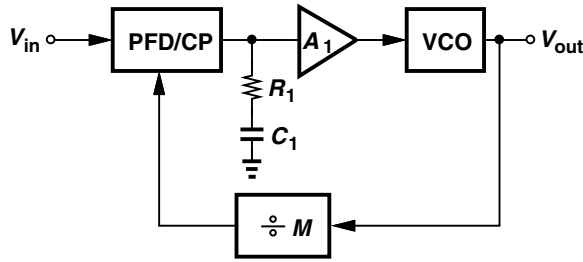 V_in
PFD/CP
A_1
VCO
V_out
R_1
C_1
÷ M